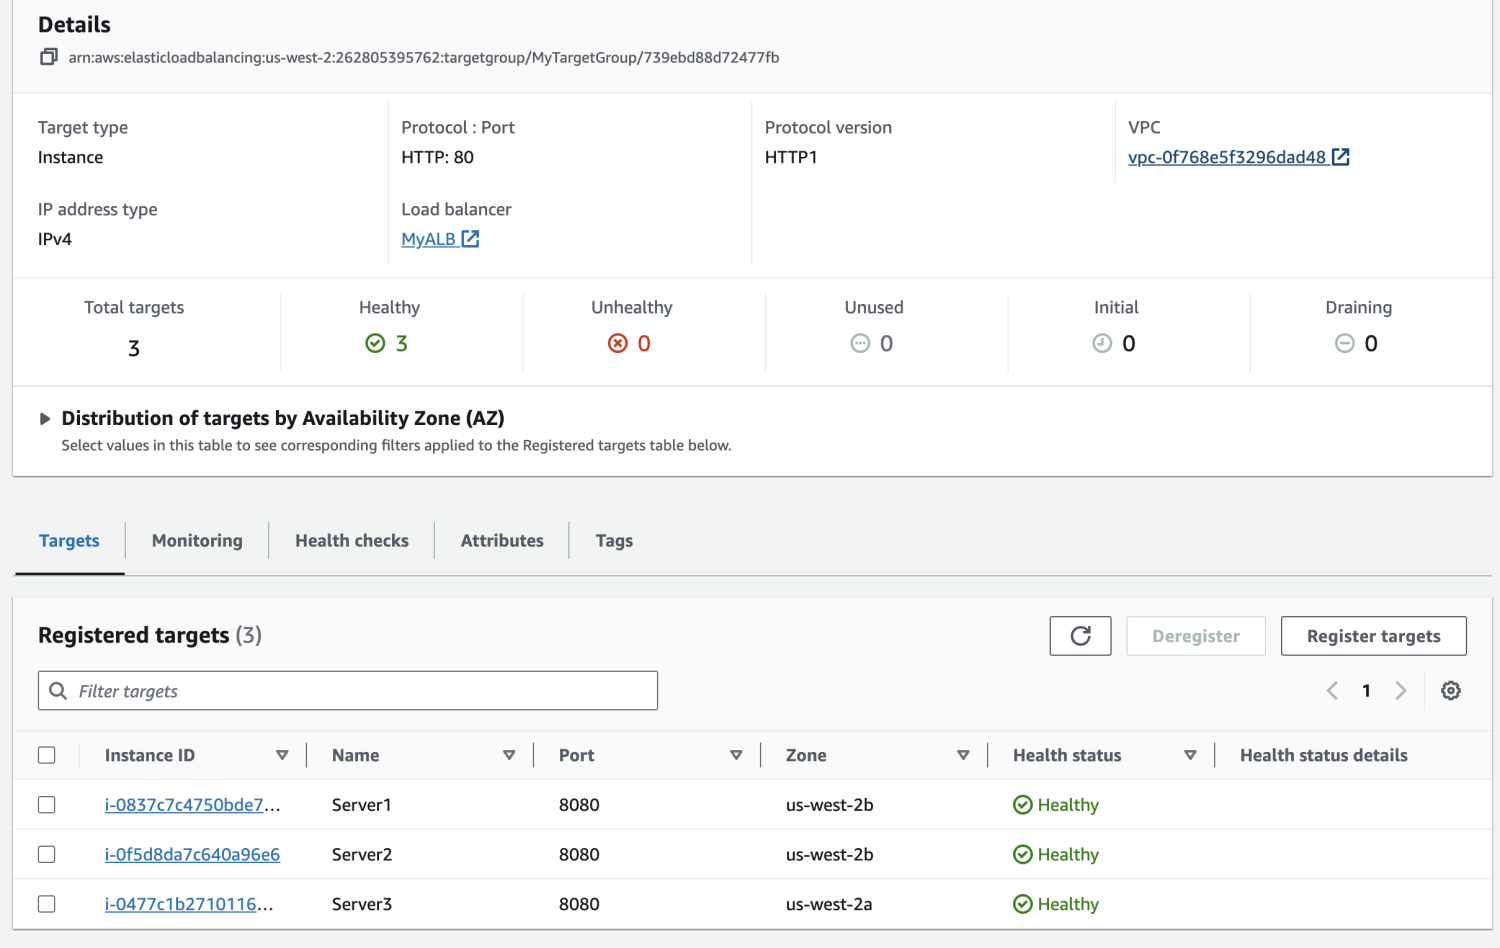 Details
arn:aws:elasticloadbalancing:us-west-2:262805395762:targetgroup/MyTargetGroup/739ebd88d72477fb
Target type
Instance
Protocol : Port
HTTP: 80
Protocol version
HTTP1
VPC
vpc-0f768e5f3296dad48
IP address type
IPv4
Load balancer
MyALB
Total targets
3
Healthy
3
Unhealthy
0
Unused
0
Initial
0
Draining
0
Distribution of targets by Availability Zone (AZ)
Select values in this table to see corresponding filters applied to the Registered targets table below.
Targets Monitoring Health checks Attributes Tags
Registered targets (3)
Deregister
Register targets
Filter targets
1
Instance ID Name Port Zone Health status Health status details
i-0837c7c4750bde7... Server1 8080 us-west-2b Healthy
i-0f5d8da7c640a96e6 Server2 8080 us-west-2b Healthy
i-0477c1b2710116... Server3 8080 us-west-2a Healthy